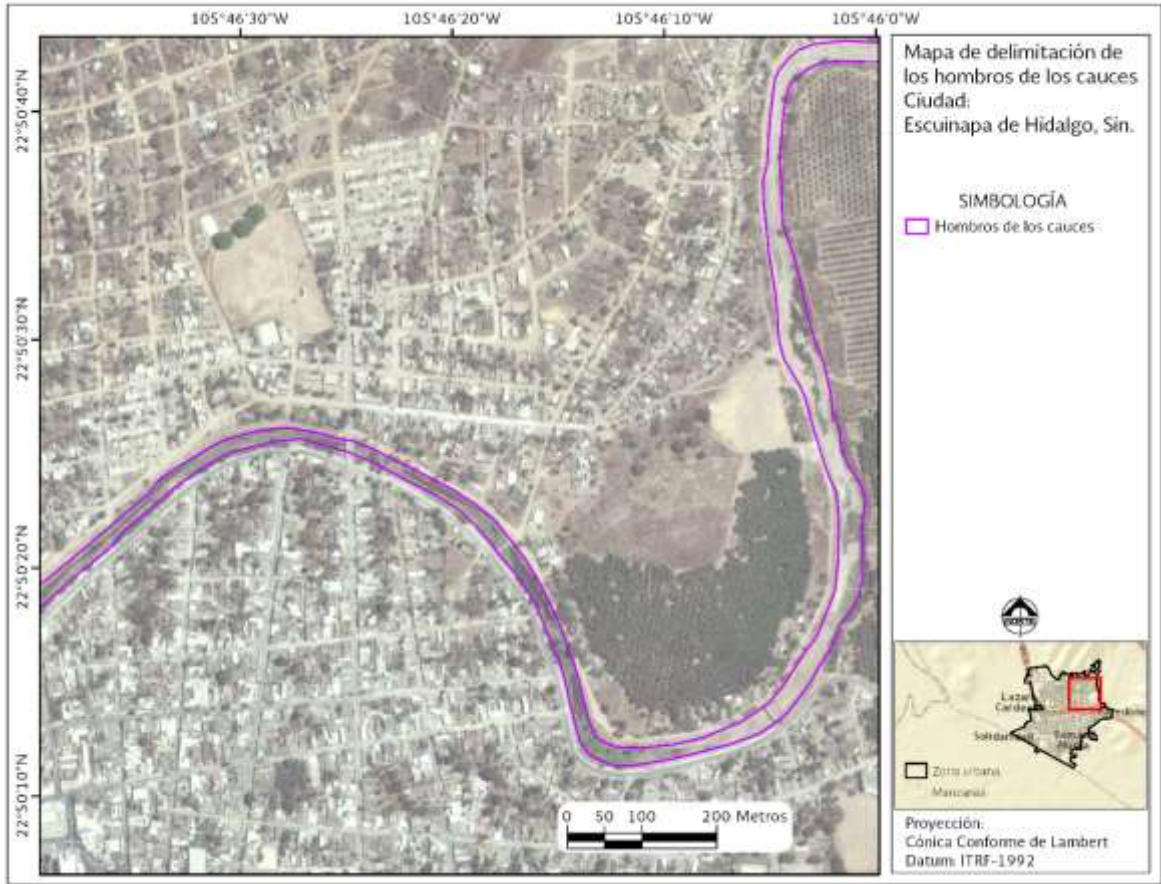 105°46'30"W 105°46'20"W 105°46'10"W 105°46'0"W
22°50'40"N
22°50'30"N
22°50'20"N
22°50'10"N
Mapa de delimitación de
los hombros de los cauces
Ciudad:
Escuinapa de Hidalgo, Sin.
SIMBOLOGÍA
Hombros de los cauces
0 50 100 200 Metros
NORTE
Solidaridad
Zona urbana
Manzanas
Proyección:
Cónica Conforme de Lambert
Datum: ITRF-1992